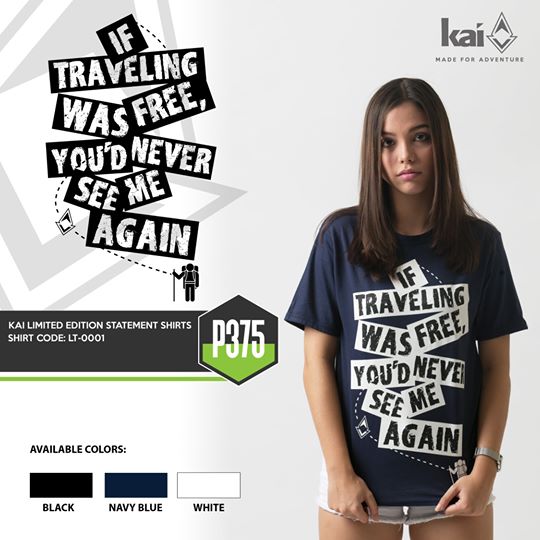 IF
TRAVELING
WAS FREE,
YOU'D NEVER
SEE ME
AGAIN
kai
MADE FOR ADVENTURE
KAI LIMITED EDITION STATEMENT SHIRTS
SHIRT CODE: LT-0001
P375
IF
TRAVELING
WAS FREE,
YOU'D NEVER
SEE ME
AGAIN
AVAILABLE COLORS:
BLACK
NAVY BLUE
WHITE